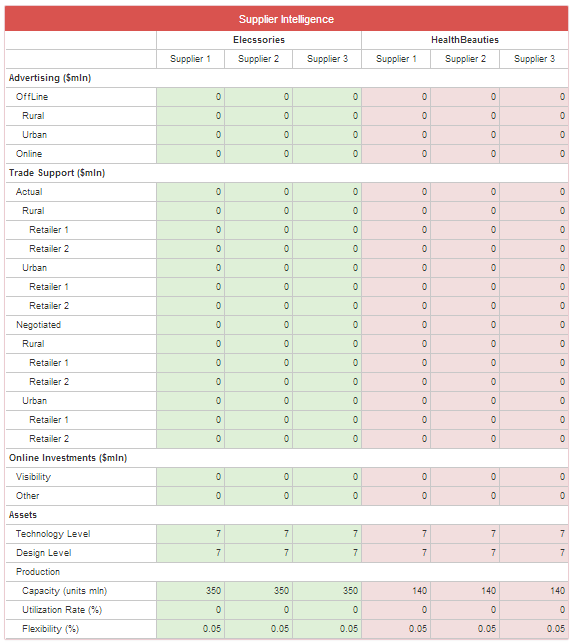 Supplier Intelligence
Elecssories HealthBeauties
Supplier 1 Supplier 2 Supplier 3 Supplier 1 Supplier 2 Supplier 3
Advertising ($mln)
OffLine 0 0 0 0 0 0
Rural 0 0 0 0 0 0
Urban 0 0 0 0 0 0
Online 0 0 0 0 0 0
Trade Support ($mln)
Actual 0 0 0 0 0 0
Rural 0 0 0 0 0 0
Retailer 1 0 0 0 0 0 0
Retailer 2 0 0 0 0 0 0
Urban 0 0 0 0 0 0
Retailer 1 0 0 0 0 0 0
Retailer 2 0 0 0 0 0 0
Negotiated 0 0 0 0 0 0
Rural 0 0 0 0 0 0
Retailer 1 0 0 0 0 0 0
Retailer 2 0 0 0 0 0 0
Urban 0 0 0 0 0 0
Retailer 1 0 0 0 0 0 0
Retailer 2 0 0 0 0 0 0
Online Investments ($mln)
Visibility 0 0 0 0 0 0
Other 0 0 0 0 0 0
Assets
Technology Level 7 7 7 7 7 7
Design Level 7 7 7 7 7 7
Production
Capacity (units mln) 350 350 350 140 140 140
Utilization Rate (%) 0 0 0 0 0 0
Flexibility (%) 0.05 0.05 0.05 0.05 0.05 0.05